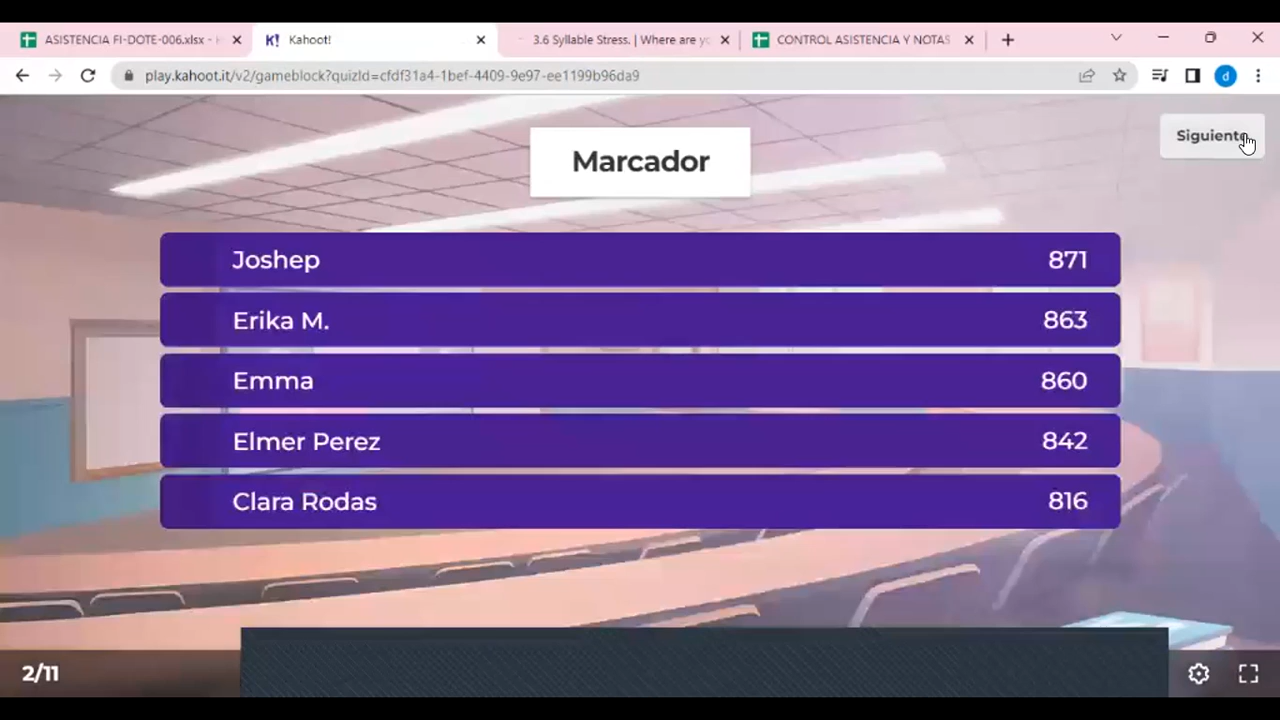 ASISTENCIA FI-DOTE-006.xlsx -
K! Kahoot!
3.6 Syllable Stress. | Where are yo
CONTROL ASISTENCIA Y NOTAS
play.kahoot.it/v2/gameblock?quizId=cfdf31a4-1bef-4409-9e97-ee1199b96da9
d
Siguiente
Marcador
Joshep 871
Erika M. 863
Emma 860
Elmer Perez 842
Clara Rodas 816
2/11